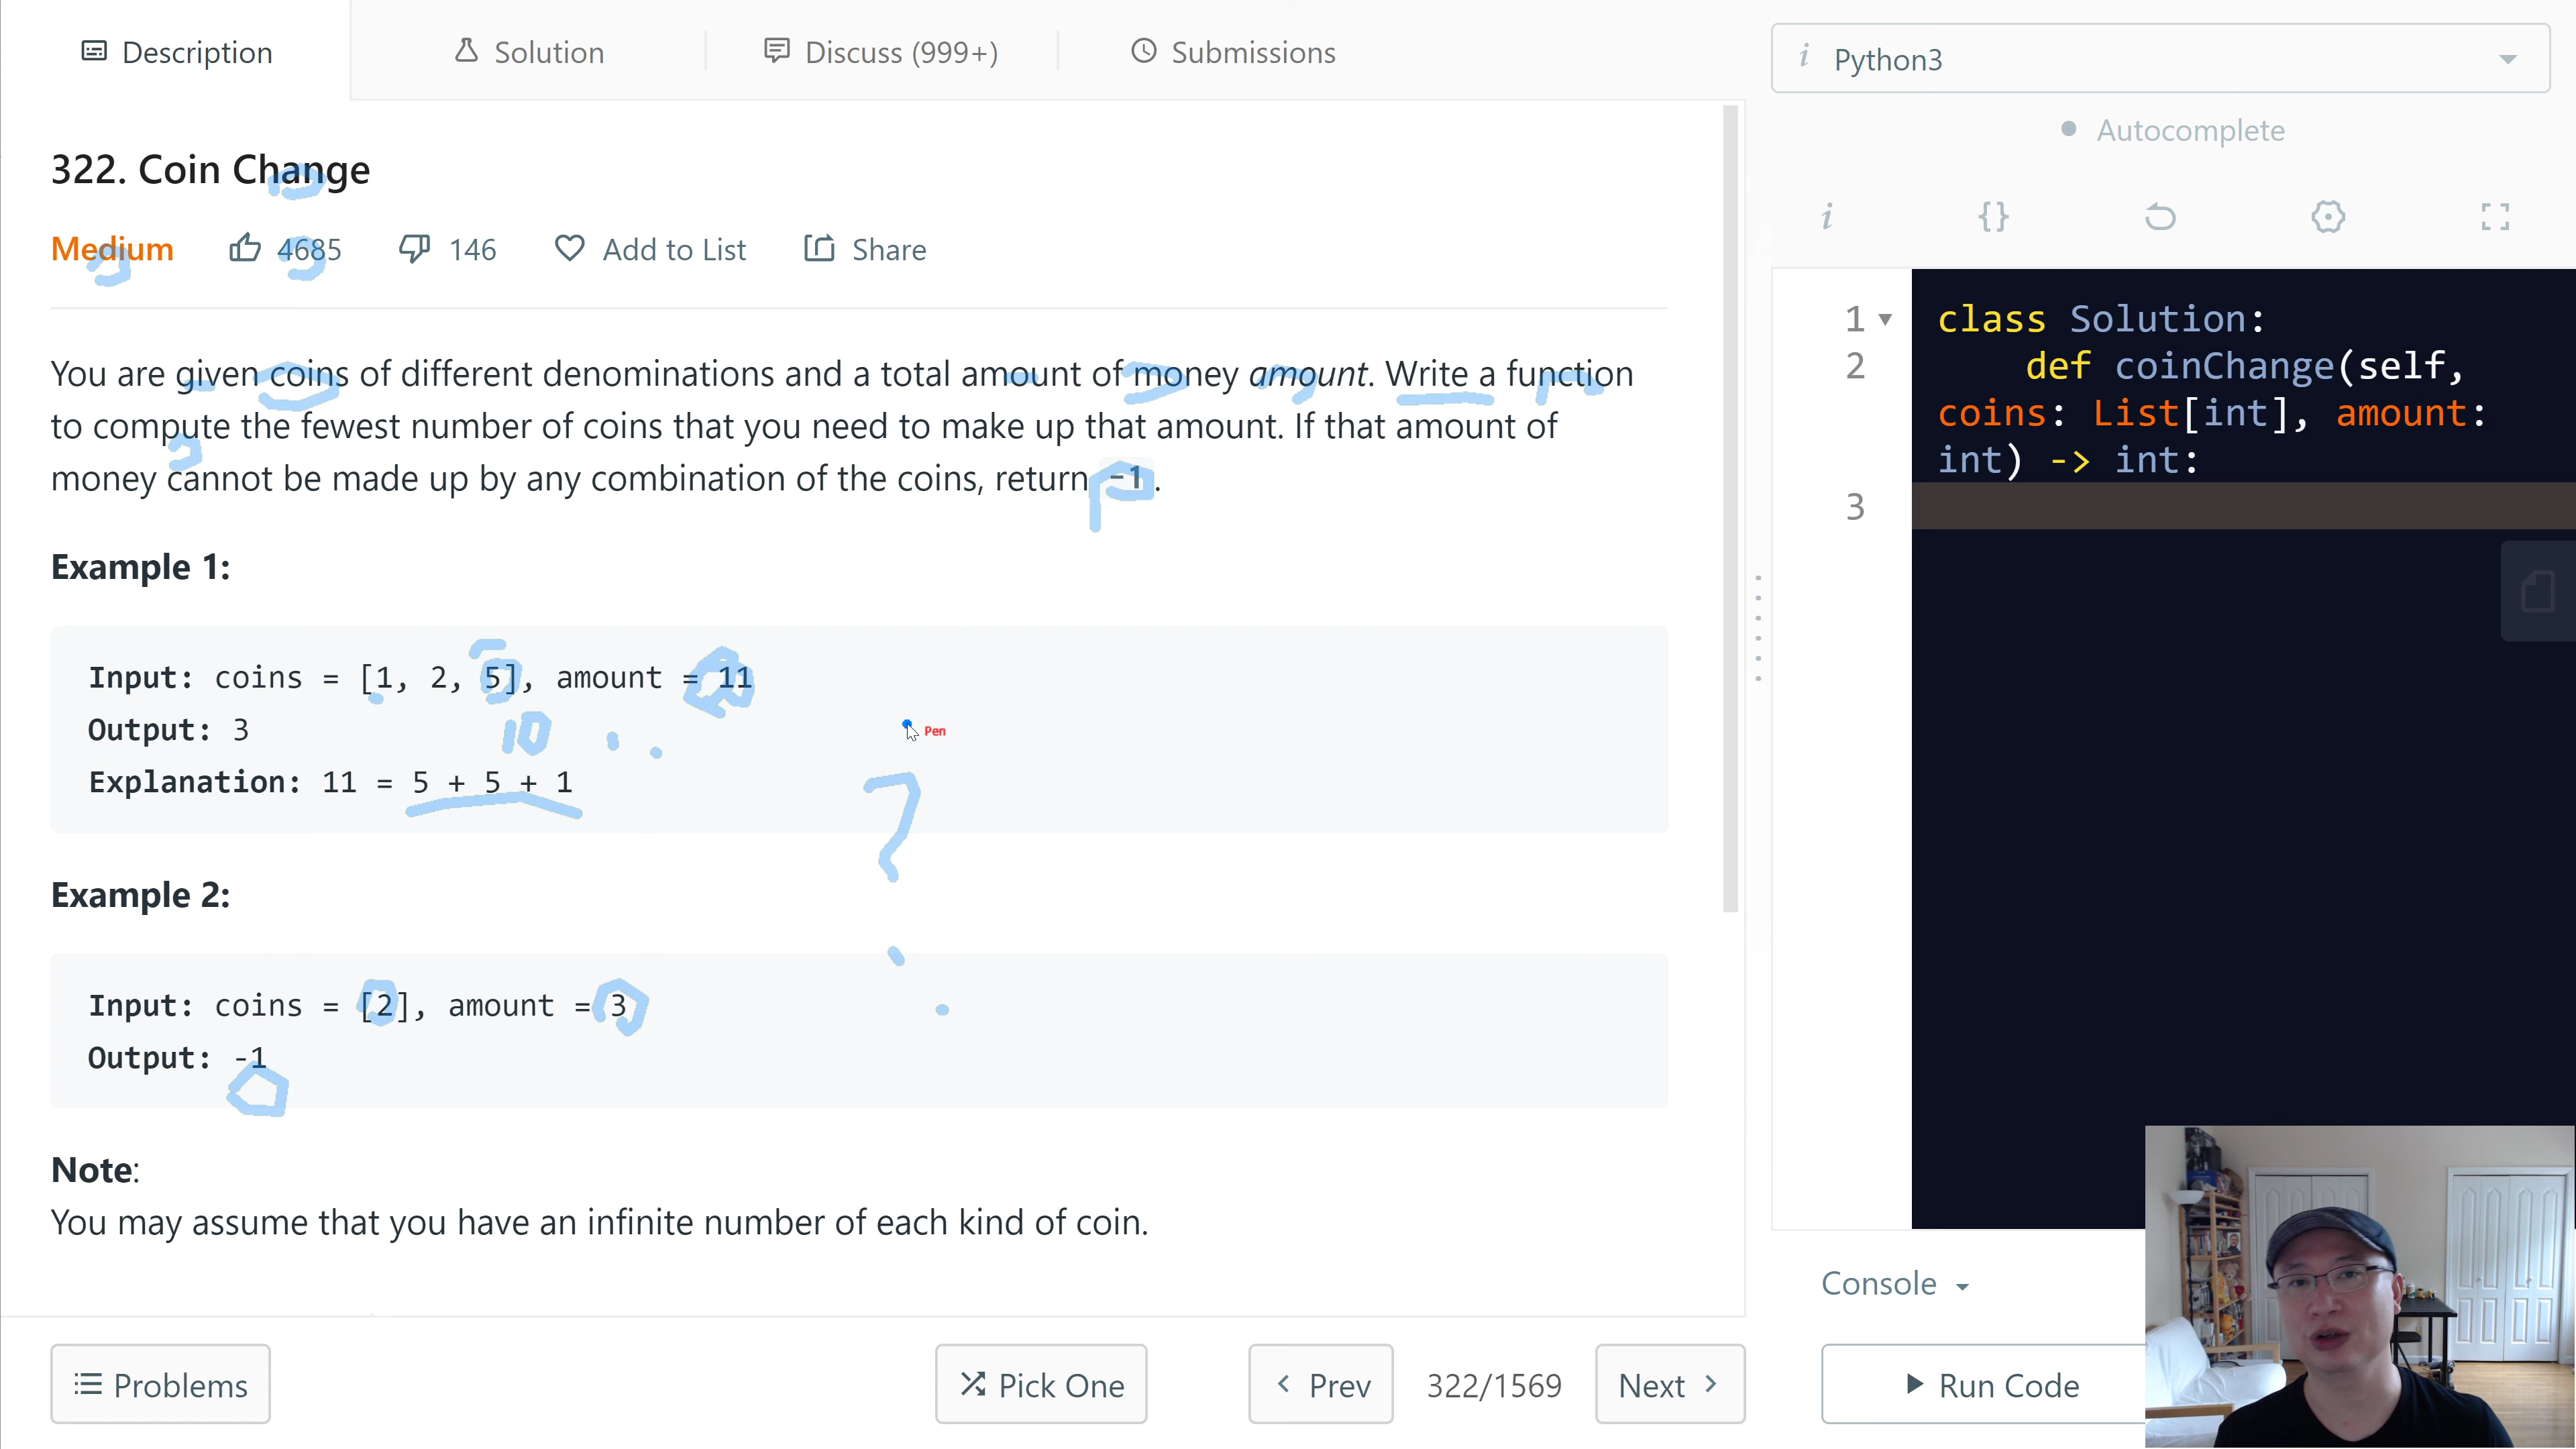 Description
Solution
Discuss (999+)
Submissions
322. Coin Change
Medium 4685 146 Add to List Share
You are given coins of different denominations and a total amount of money amount. Write a function
to compute the fewest number of coins that you need to make up that amount. If that amount of
money cannot be made up by any combination of the coins, return -1.
Example 1:
Input: coins = [1, 2, 5], amount = 11
Output: 3
10
Explanation: 11 = 5 + 5 + 1
Pen
?
Example 2:
Input: coins = [2], amount = 3
Output: -1
Note:
You may assume that you have an infinite number of each kind of coin.
Problems
Pick One
Prev
322/1569
Next
i Python3
Autocomplete
i {}
1 class Solution:
2 def coinChange(self,
coins: List[int], amount:
int) -> int:
3
Console
Run Code